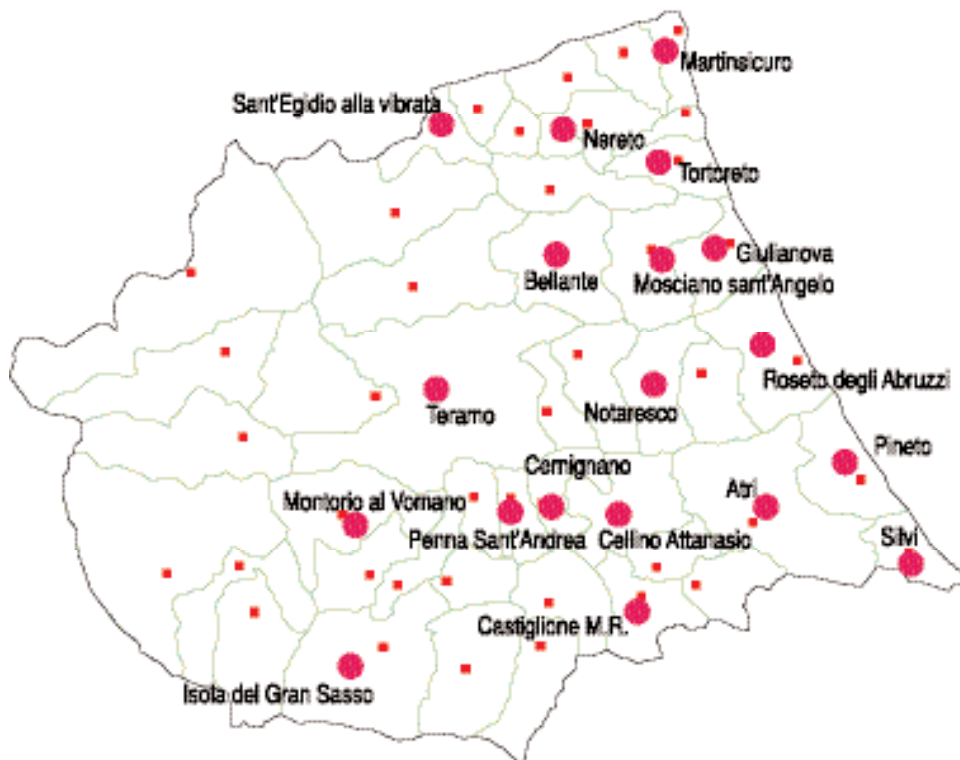 Martinsicuro
Sant'Egidio alla vibrata
Nereto
Tortoreto
Giulianova
Bellante
Mosciano sant'Angelo
Roseto degli Abruzzi
Teramo
Notaresco
Pineto
Cermignano
Montorio al Vomano
Atri
Penna Sant'Andrea
Cellino Attanasio
Silvi
Castiglione M.R.
Isola del Gran Sasso